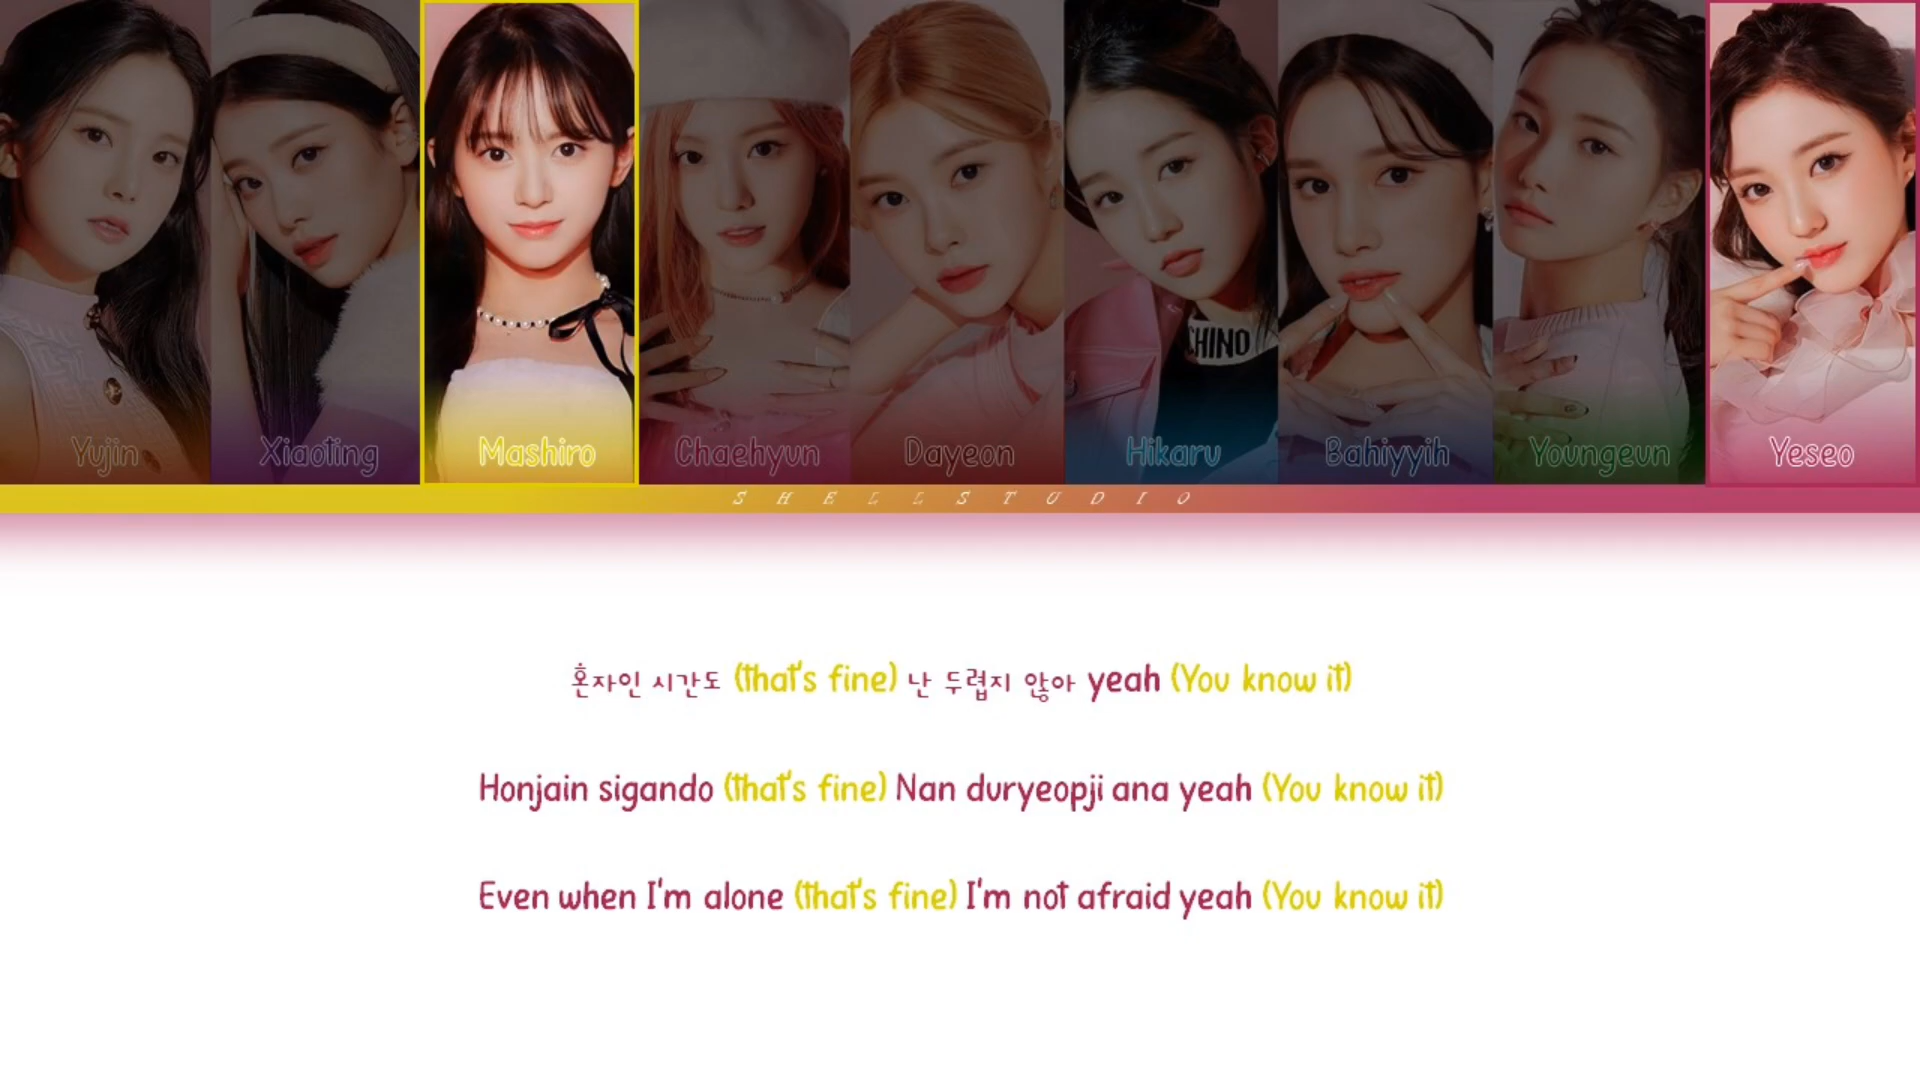 CHINO
Yujin Xiaoting Mashiro Chaehyun Dayeon Hikaru Bahiyyih Youngeun Yeseo
SHELLSTUDIO
혼자인 시간도 (that's fine) 난 두렵지 않아 yeah (You know it)
Honjain sigando (that's fine) Nan duryeopji ana yeah (You know it)
Even when I'm alone (that's fine) I'm not afraid yeah (You know it)